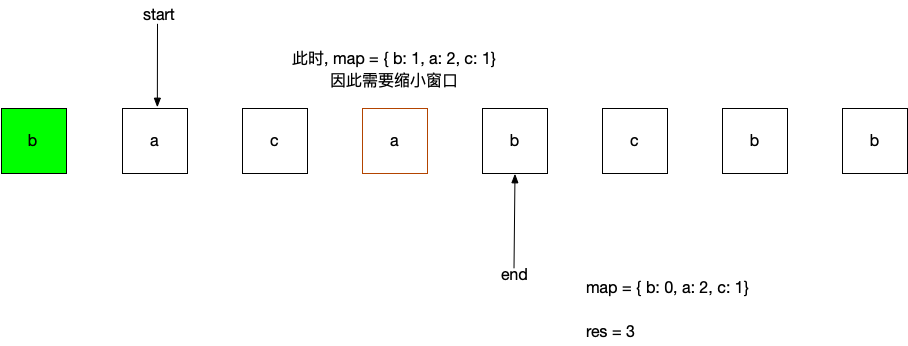 start
此时, map = { b: 1, a: 2, c: 1}
因此需要缩小窗口
b a c a b c b b
end
map = { b: 0, a: 2, c: 1}
res = 3